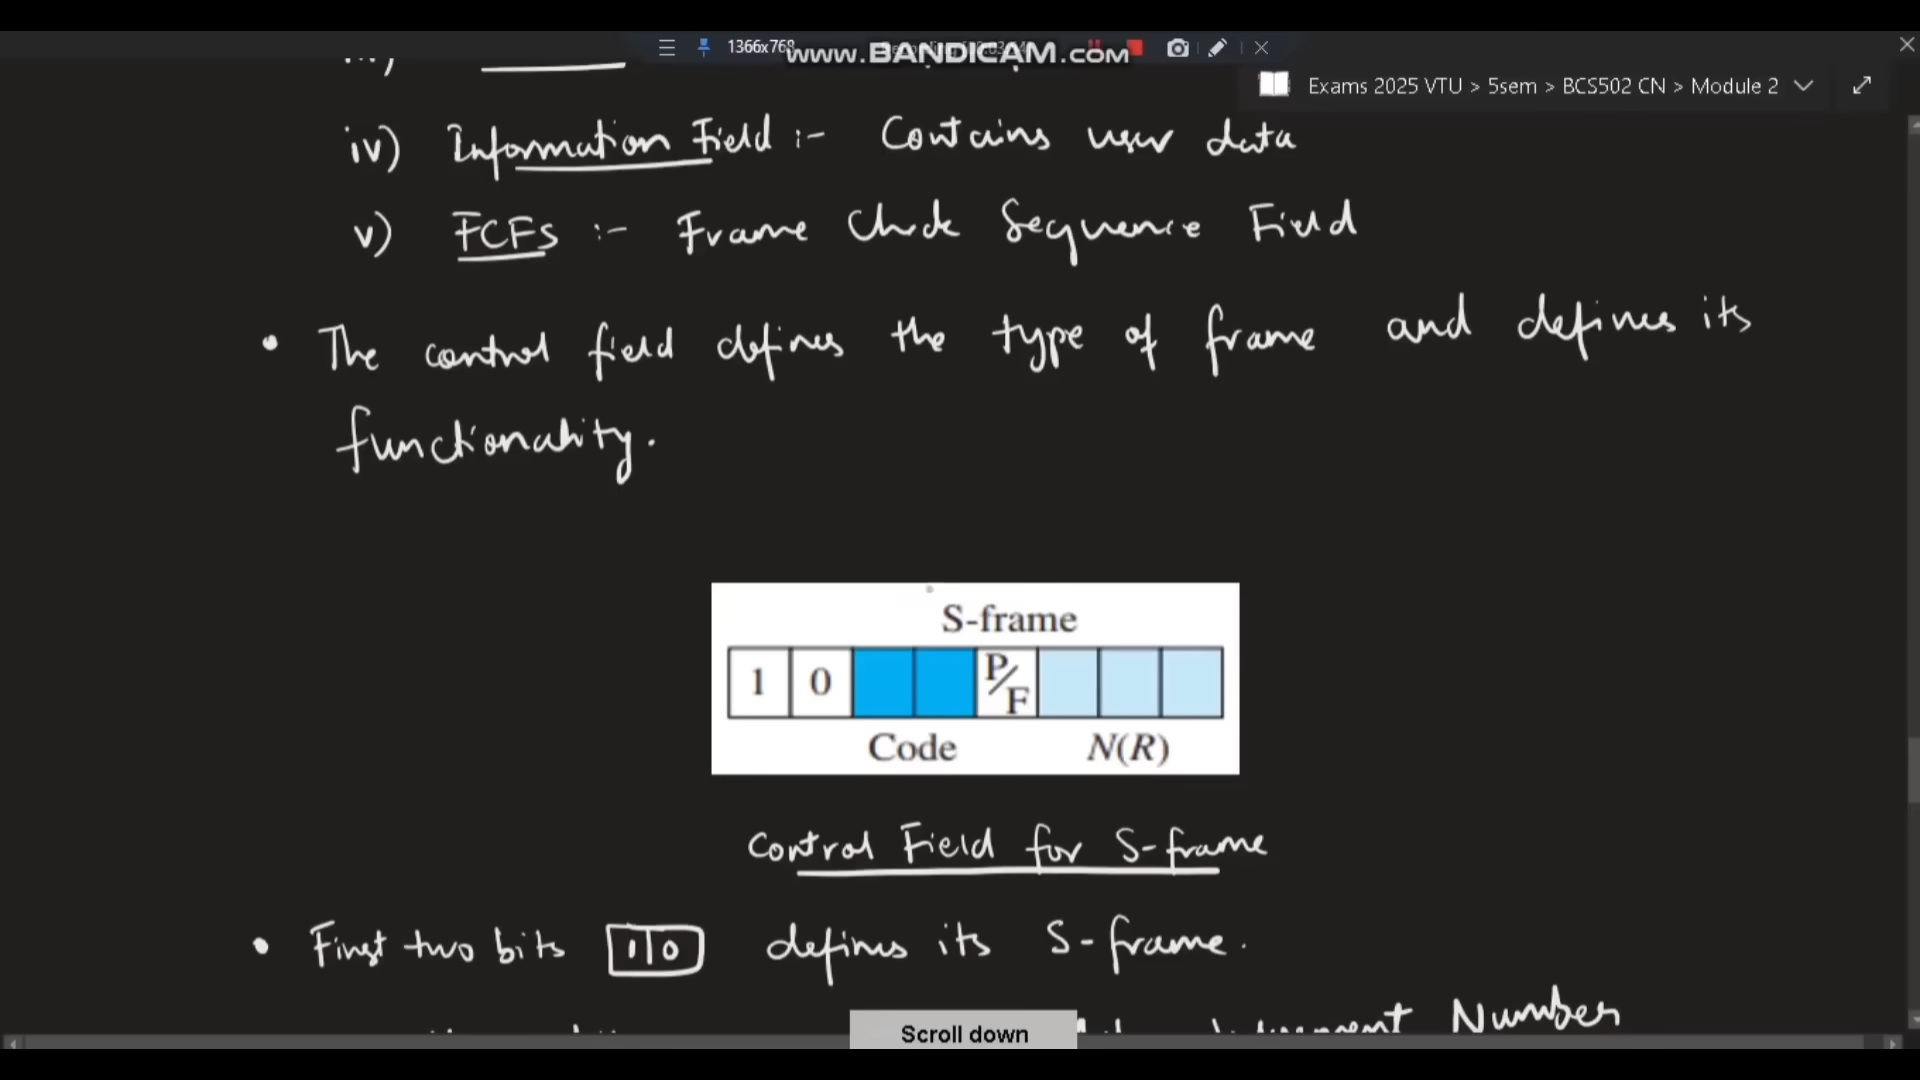 1366x768
www.BANDICAM.COM
Exams 2025 VTU > 5sem > BCS502 CN > Module 2
iv) Information Field :- Contains user data
v) FCFs :- Frame Check Sequence Field
• The control field defines the type of frame and defines its
functionality.
S-frame
1 0 P/F
Code N(R)
Control Field for S-frame
• First two bits 1|0 defines its S-frame.
Number
Scroll down